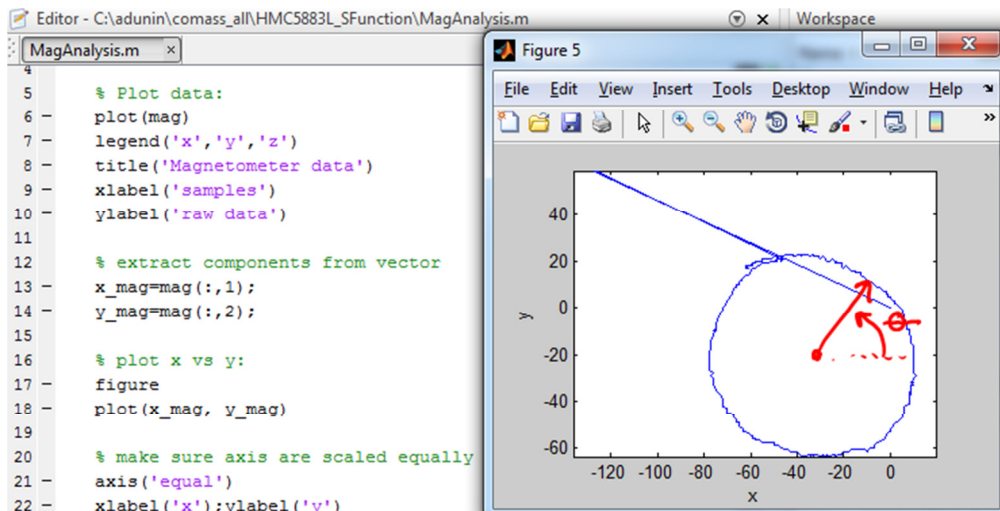 Editor - C:\adunin\comass_all\HMC5883L_SFunction\MagAnalysis.m
Workspace
MagAnalysis.m ×
4
5 % Plot data:
6 – plot(mag)
7 – legend('x','y','z')
8 – title('Magnetometer data')
9 – xlabel('samples')
10 – ylabel('raw data')
11
12 % extract components from vector
13 – x_mag=mag(:,1);
14 – y_mag=mag(:,2);
15
16 % plot x vs y:
17 – figure
18 – plot(x_mag, y_mag)
19
20 % make sure axis are scaled equally
21 – axis('equal')
22 – xlabel('x');ylabel('y')
Figure 5
File Edit View Insert Tools Desktop Window Help
40
20
0
-20
-40
-60
y
θ
-120 -100 -80 -60 -40 -20 0
x